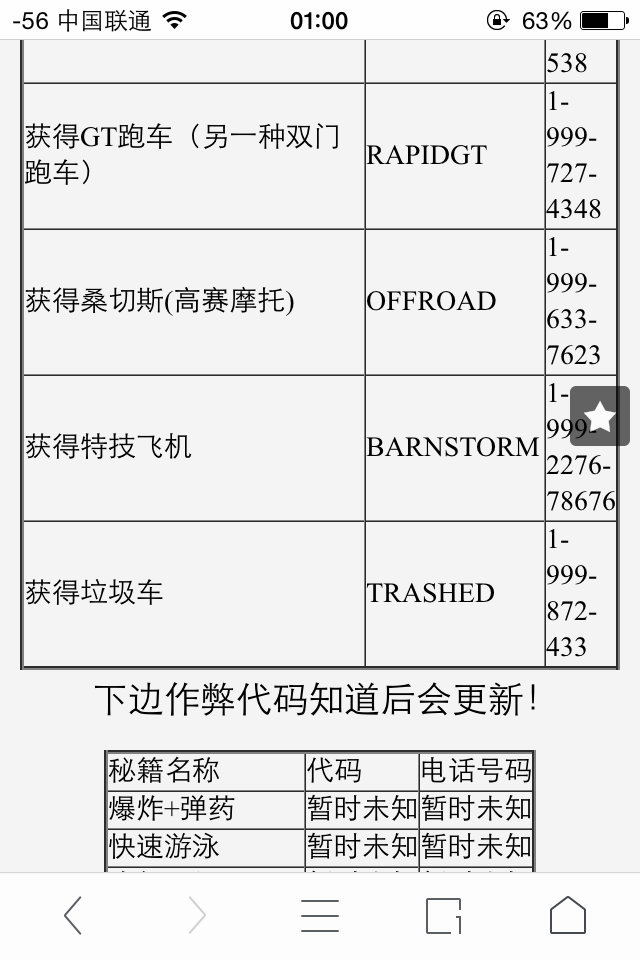 -56 中国联通 01:00 63%
538
获得GT跑车（另一种双门
跑车）
RAPIDGT
1-
999-
727-
4348
获得桑切斯(高赛摩托)
OFFROAD
1-
999-
633-
7623
获得特技飞机
BARNSTORM
1-
999-
2276-
78676
获得垃圾车
TRASHED
1-
999-
872-
433
下边作弊代码知道后会更新！
秘籍名称 代码 电话号码
爆炸+弹药 暂时未知 暂时未知
快速游泳 暂时未知 暂时未知
1